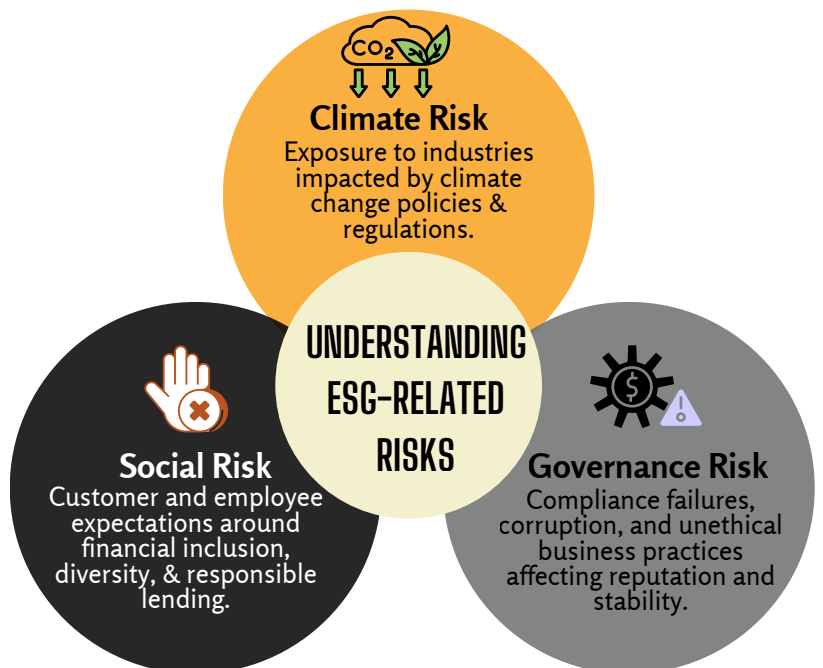 CO2
Climate Risk
Exposure to industries
impacted by climate
change policies &
regulations.
UNDERSTANDING
ESG-RELATED
RISKS
Social Risk
Customer and employee
expectations around
financial inclusion,
diversity, & responsible
lending.
$
Governance Risk
Compliance failures,
corruption, and unethical
business practices
affecting reputation and
stability.